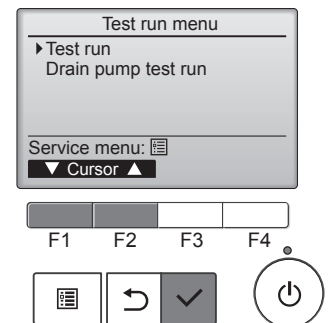 Test run menu
▶Test run
Drain pump test run
Service menu:
▼ Cursor ▲
F1 F2 F3 F4